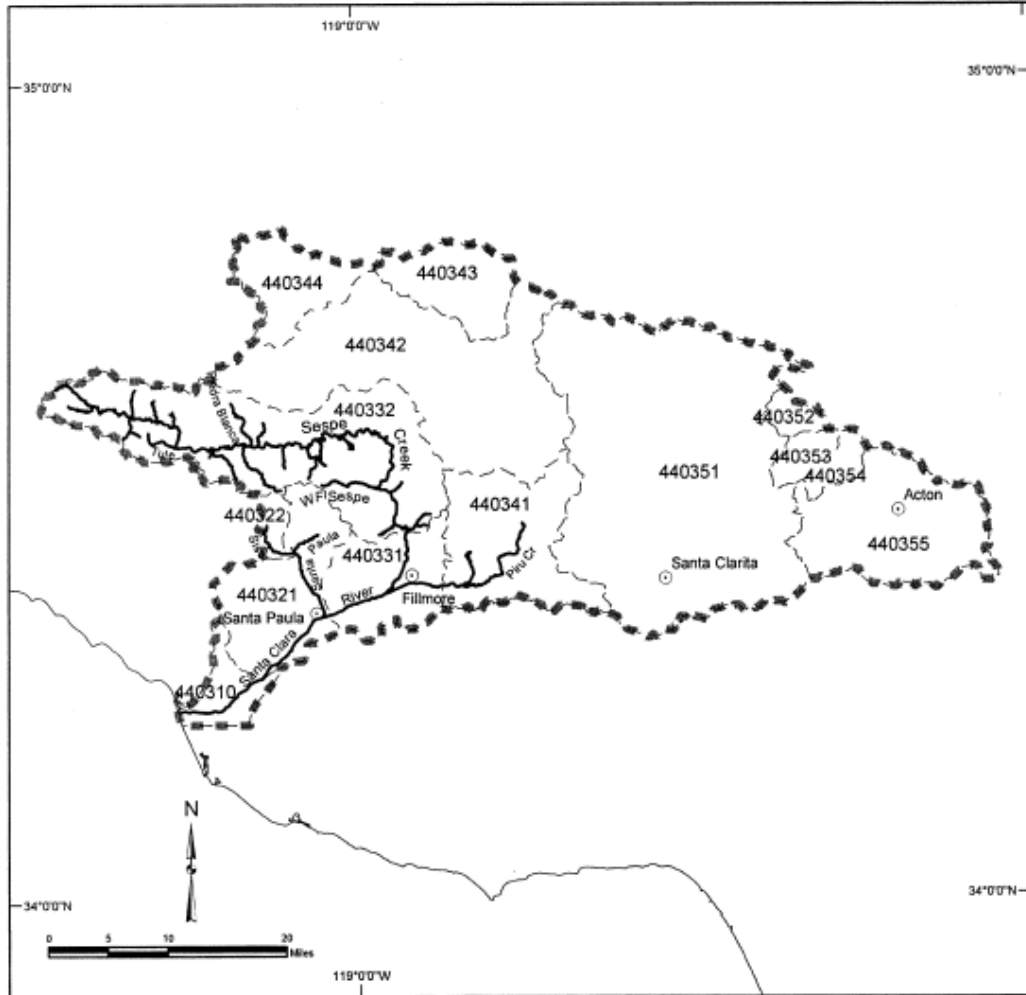 119°0'0"W
35°0'0"N
35°0'0"N
440344
440343
440342
440332
Sespe
Creek
Tule
440352
440353
440354
440351
Acton
W Fl Sespe
440341
440322
Paula
440331
440355
Piru Cr
Santa Clarita
Santa
440321
River
Fillmore
Santa Paula
Santa Clara
440310
N
34°0'0"N
34°0'0"N
0 5 10 20
Miles
119°0'0"W